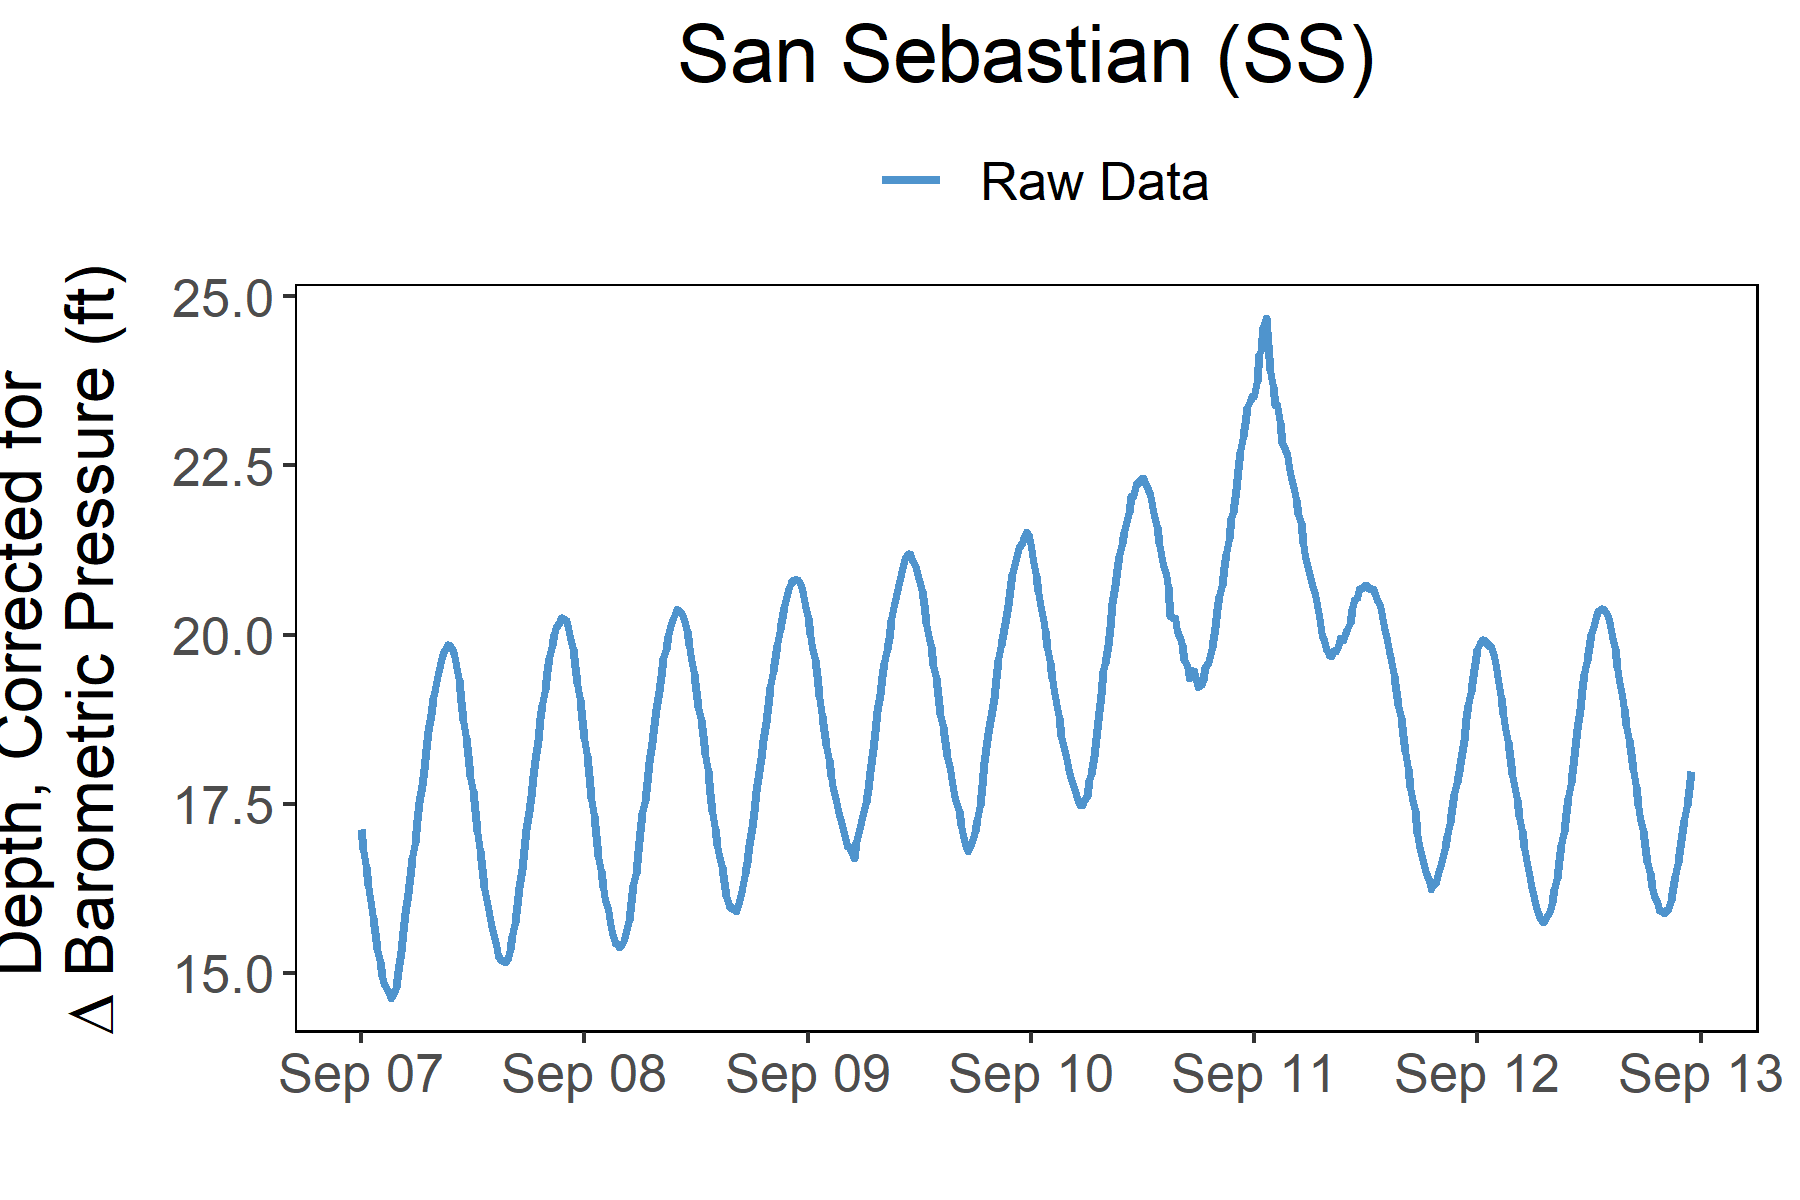 San Sebastian (SS)
Raw Data
Depth, Corrected for
Δ Barometric Pressure (ft)
25.0
22.5
20.0
17.5
15.0
Sep 07 Sep 08 Sep 09 Sep 10 Sep 11 Sep 12 Sep 13